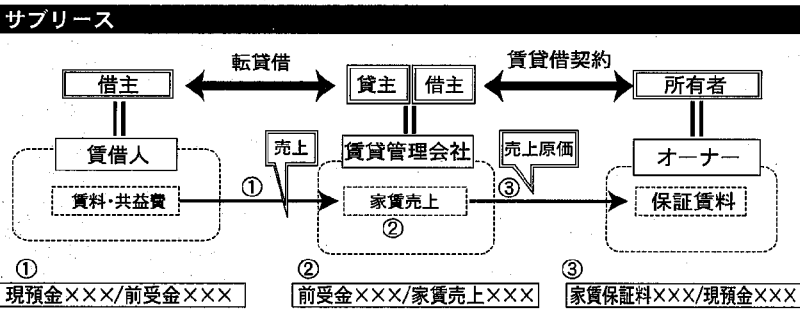 サブリース
転貸借
賃貸借契約
借主
貸主
借主
所有者
賃借人
売上
賃貸管理会社
売上原価
オーナー
賃料・共益費
①
家賃売上
②
③
保証賃料
①
②
③
現預金×××/前受金×××
前受金×××/家賃売上×××
家賃保証料×××/現預金×××